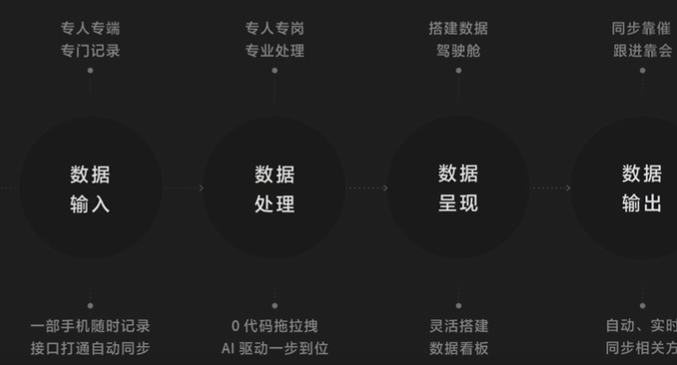 专人专端
专门记录
专人专岗
专业处理
搭建数据
驾驶舱
同步靠催
跟进靠会
数据
输入
数据
处理
数据
呈现
数据
输出
一部手机随时记录
接口打通自动同步
0 代码拖拉拽
AI 驱动一步到位
灵活搭建
数据看板
自动、实时
同步相关方